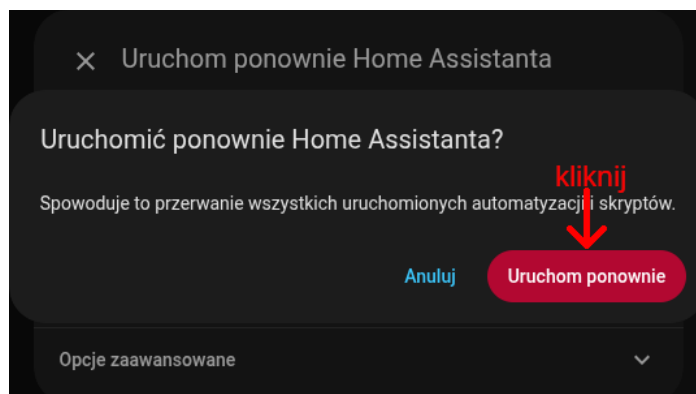 Uruchom ponownie Home Assistanta
Uruchomić ponownie Home Assistanta?
kliknij
Spowoduje to przerwanie wszystkich uruchomionych automatyzacji i skryptów.
Anuluj
Uruchom ponownie
Opcje zaawansowane